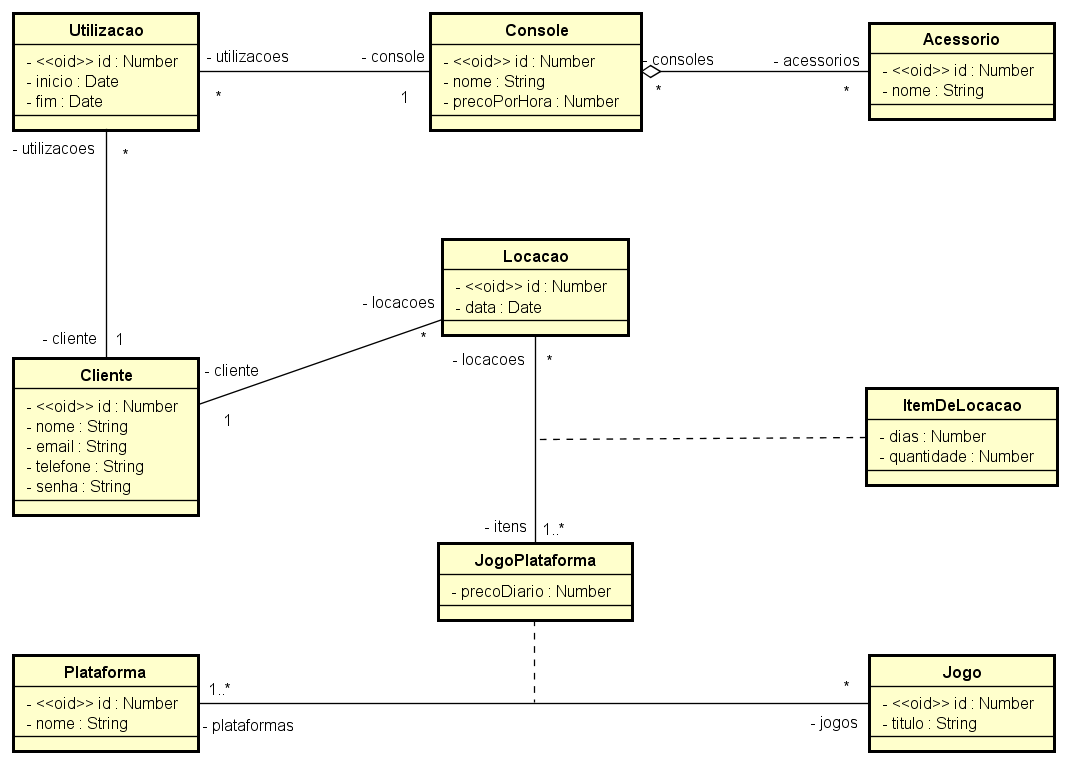 Utilizacao
- <<oid>> id : Number
- inicio : Date
- fim : Date
- utilizacoes
*
- console
1
Console
- <<oid>> id : Number
- nome : String
- precoPorHora : Number
- consoles
*
- acessorios
*
Acessorio
- <<oid>> id : Number
- nome : String
- utilizacoes
*
- cliente
1
Cliente
- <<oid>> id : Number
- nome : String
- email : String
- telefone : String
- senha : String
- cliente
1
- locacoes
*
Locacao
- <<oid>> id : Number
- data : Date
- locacoes
*
ItemDeLocacao
- dias : Number
- quantidade : Number
- itens
1..*
JogoPlataforma
- precoDiario : Number
Plataforma
- <<oid>> id : Number
- nome : String
1..*
- plataformas
*
- jogos
Jogo
- <<oid>> id : Number
- titulo : String